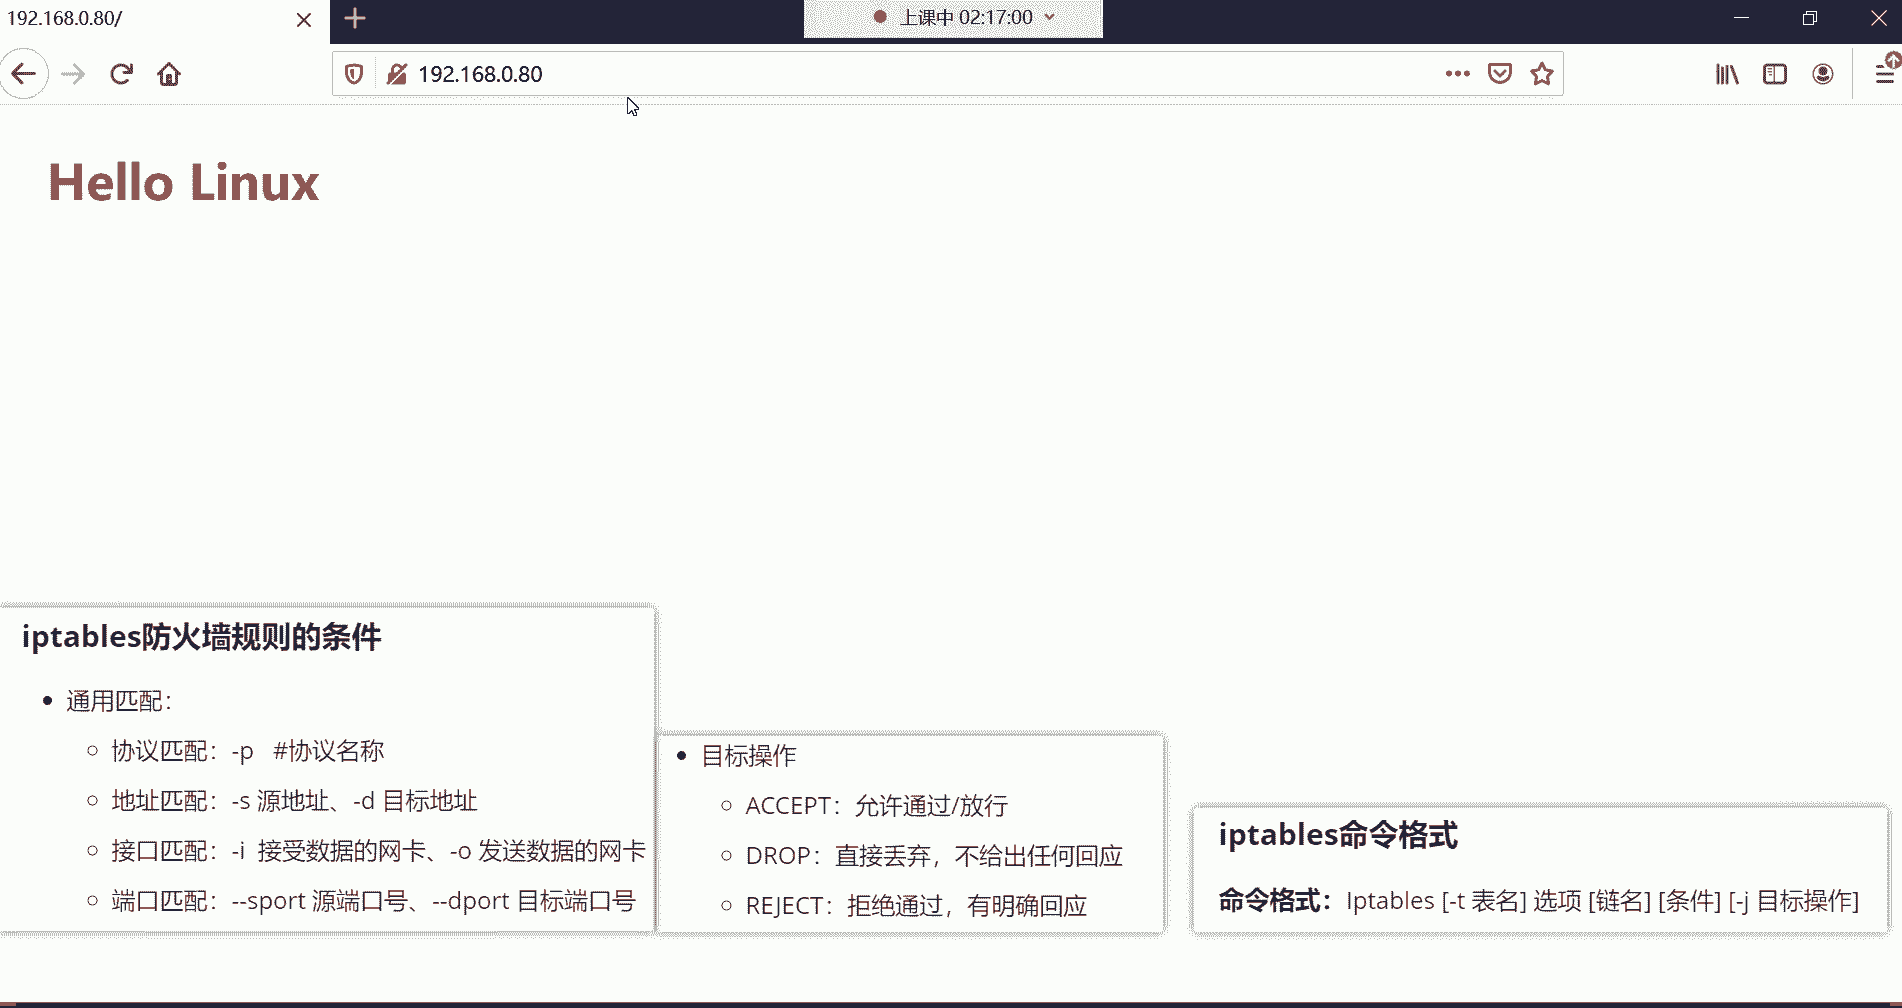 192.168.0.80/
上课中 02:17:00
192.168.0.80
Hello Linux
iptables防火墙规则的条件
通用匹配：
协议匹配：-p #协议名称
地址匹配：-s 源地址、-d 目标地址
接口匹配：-i 接受数据的网卡、-o 发送数据的网卡
端口匹配：--sport 源端口号、--dport 目标端口号
目标操作
ACCEPT：允许通过/放行
DROP：直接丢弃，不给出任何回应
REJECT：拒绝通过，有明确回应
iptables命令格式
命令格式：Iptables [-t 表名] 选项 [链名] [条件] [-j 目标操作]